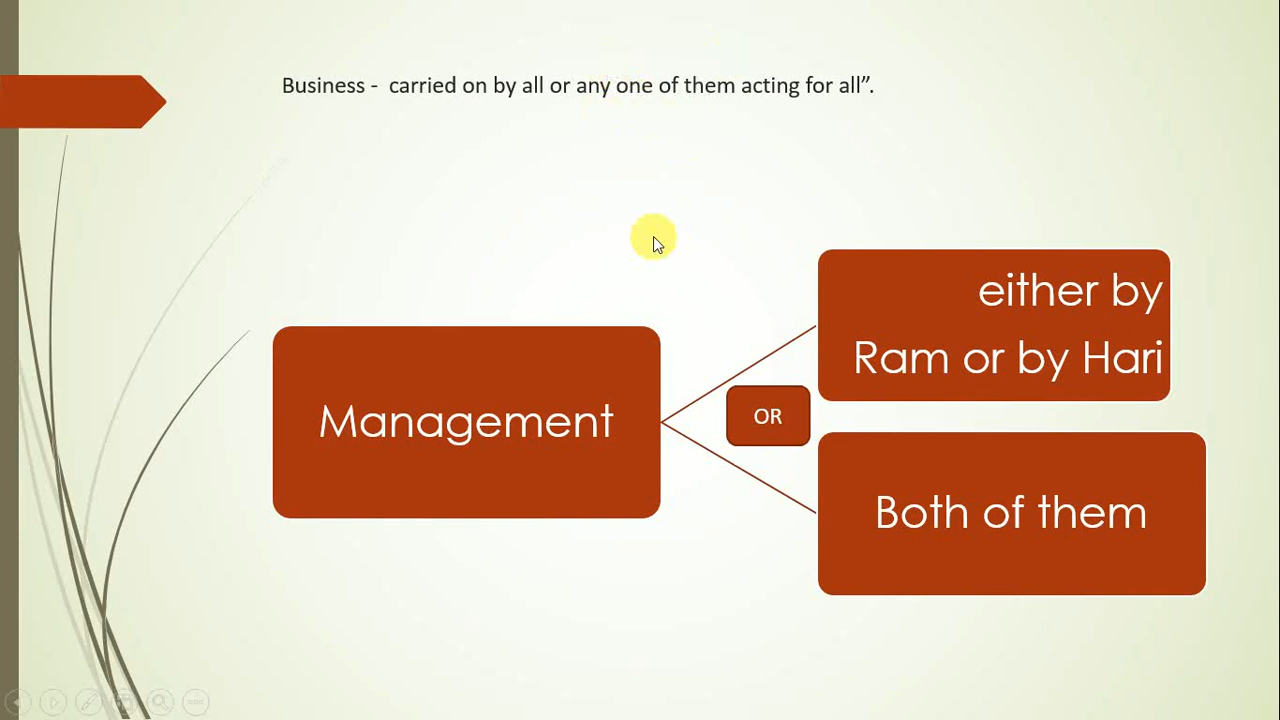 Business -  carried on by all or any one of them acting for all”.
either by
Ram or by Hari
Management
OR
Both of them